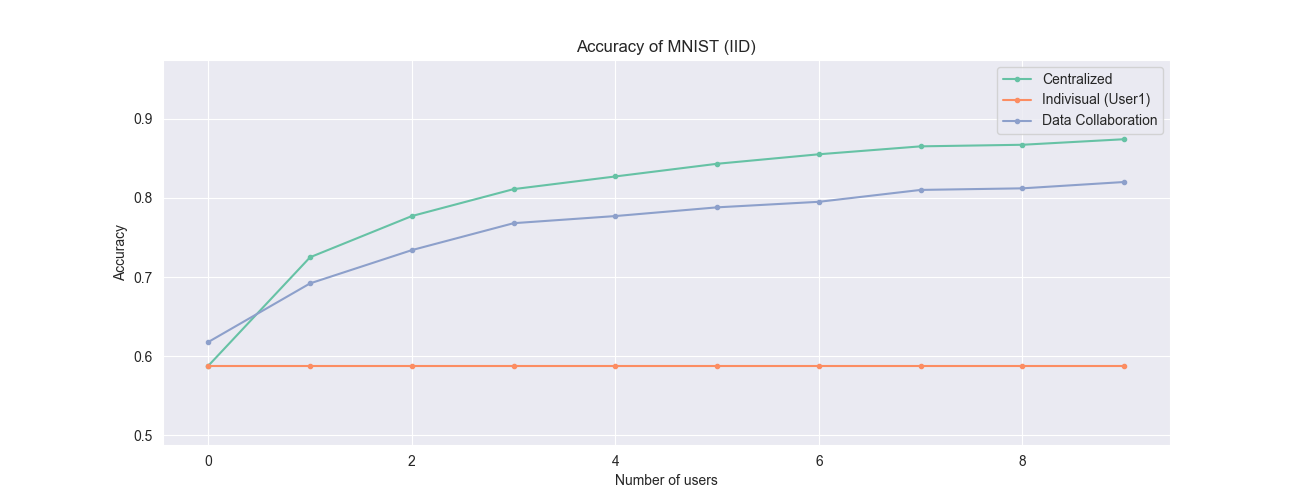 Accuracy of MNIST (IID)
Centralized
Indivisual (User1)
Data Collaboration
Accuracy
0.9
0.8
0.7
0.6
0.5
0 2 4 6 8
Number of users